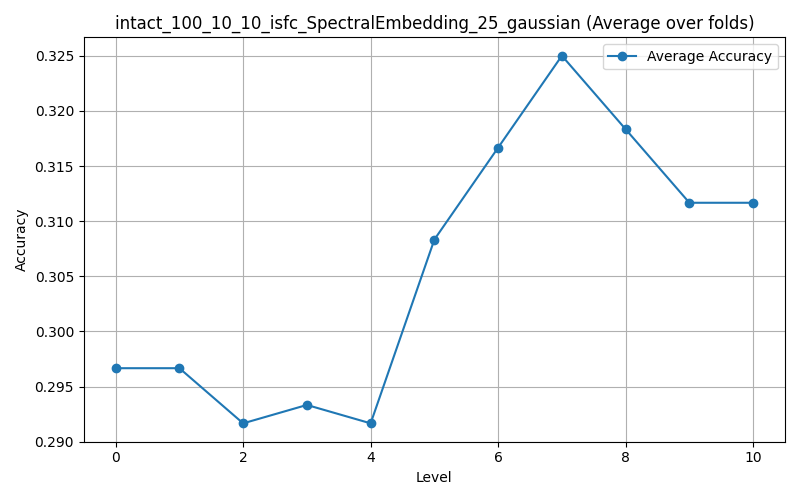 intact_100_10_10_isfc_SpectralEmbedding_25_gaussian (Average over folds)
Average Accuracy
0.325
0.320
0.315
0.310
0.305
0.300
0.295
0.290
Accuracy
0 2 4 6 8 10
Level